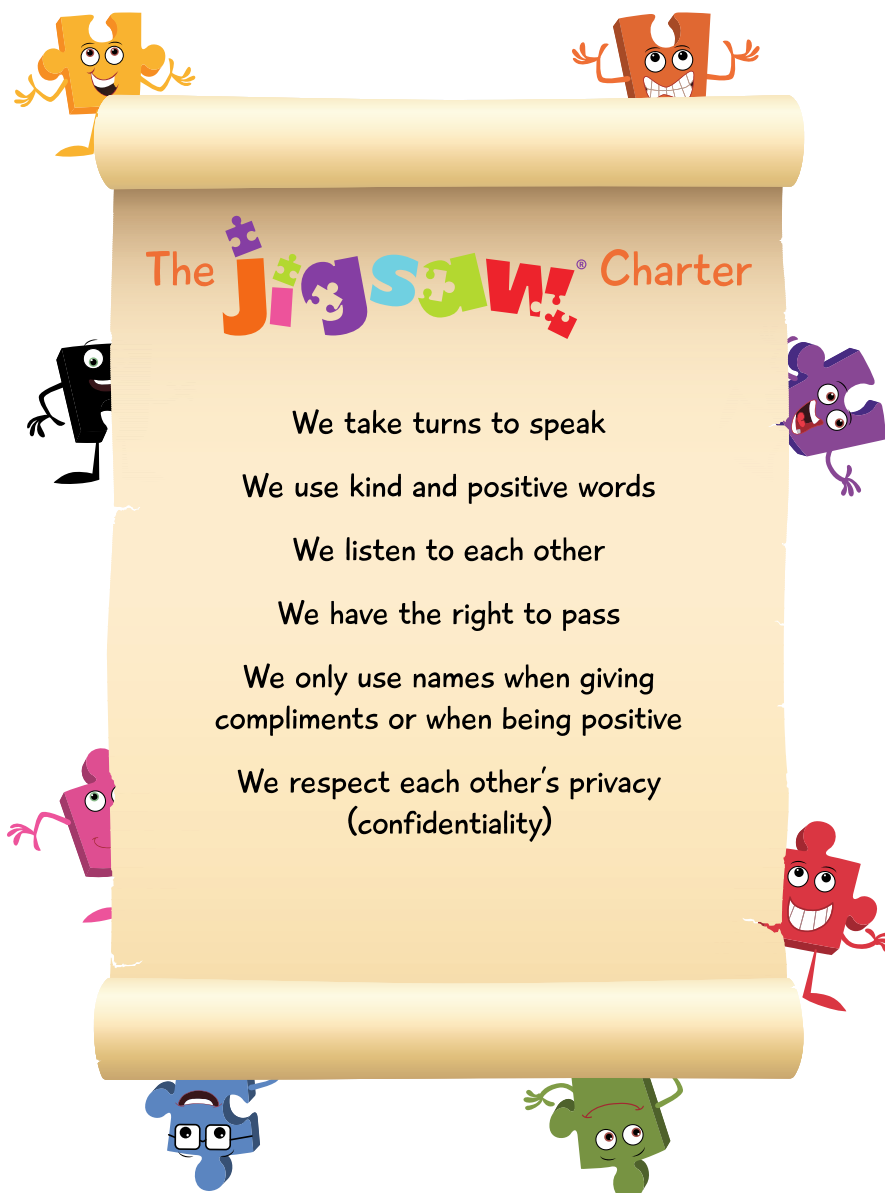 The jigsaw® Charter
We take turns to speak
We use kind and positive words
We listen to each other
We have the right to pass
We only use names when giving
compliments or when being positive
We respect each other's privacy
(confidentiality)